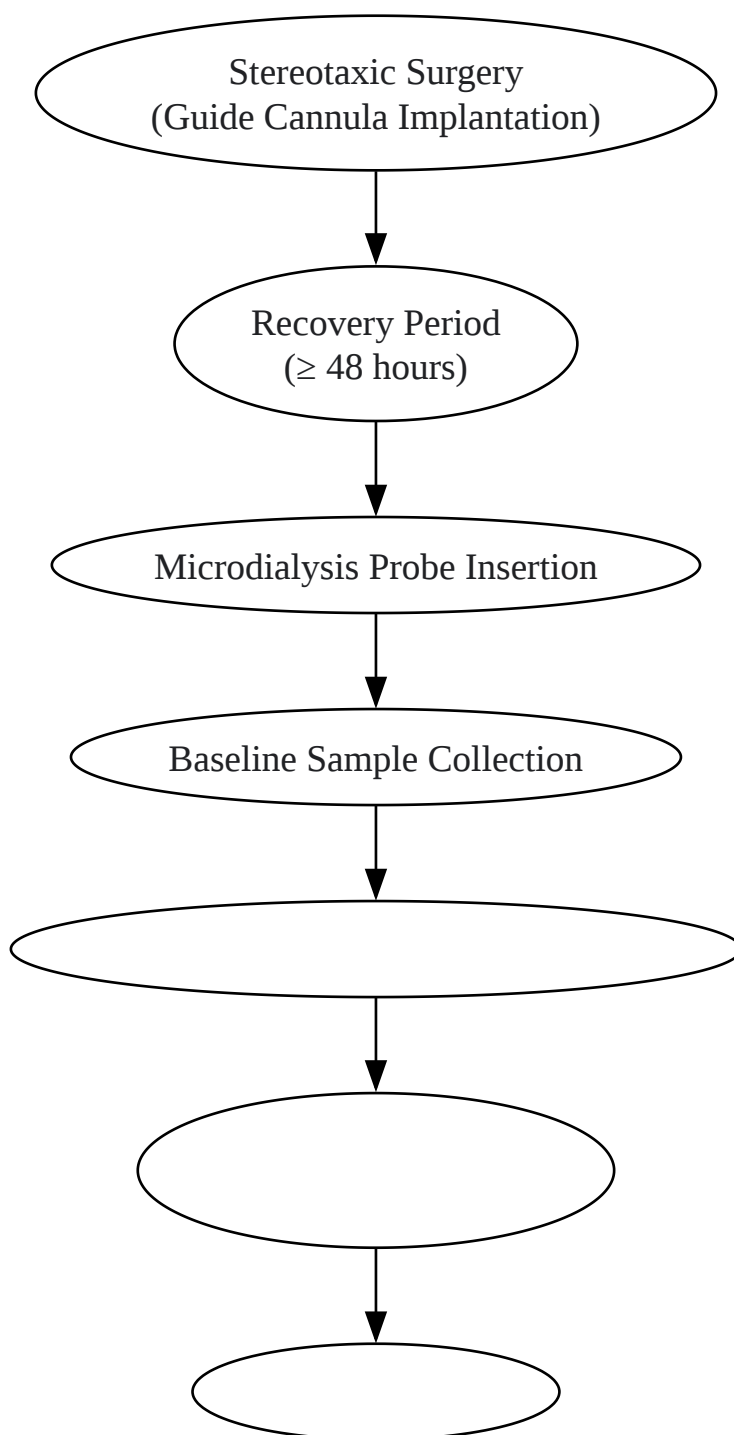 Stereotaxic Surgery
(Guide Cannula Implantation)
Recovery Period
(≥ 48 hours)
Microdialysis Probe Insertion
Baseline Sample Collection